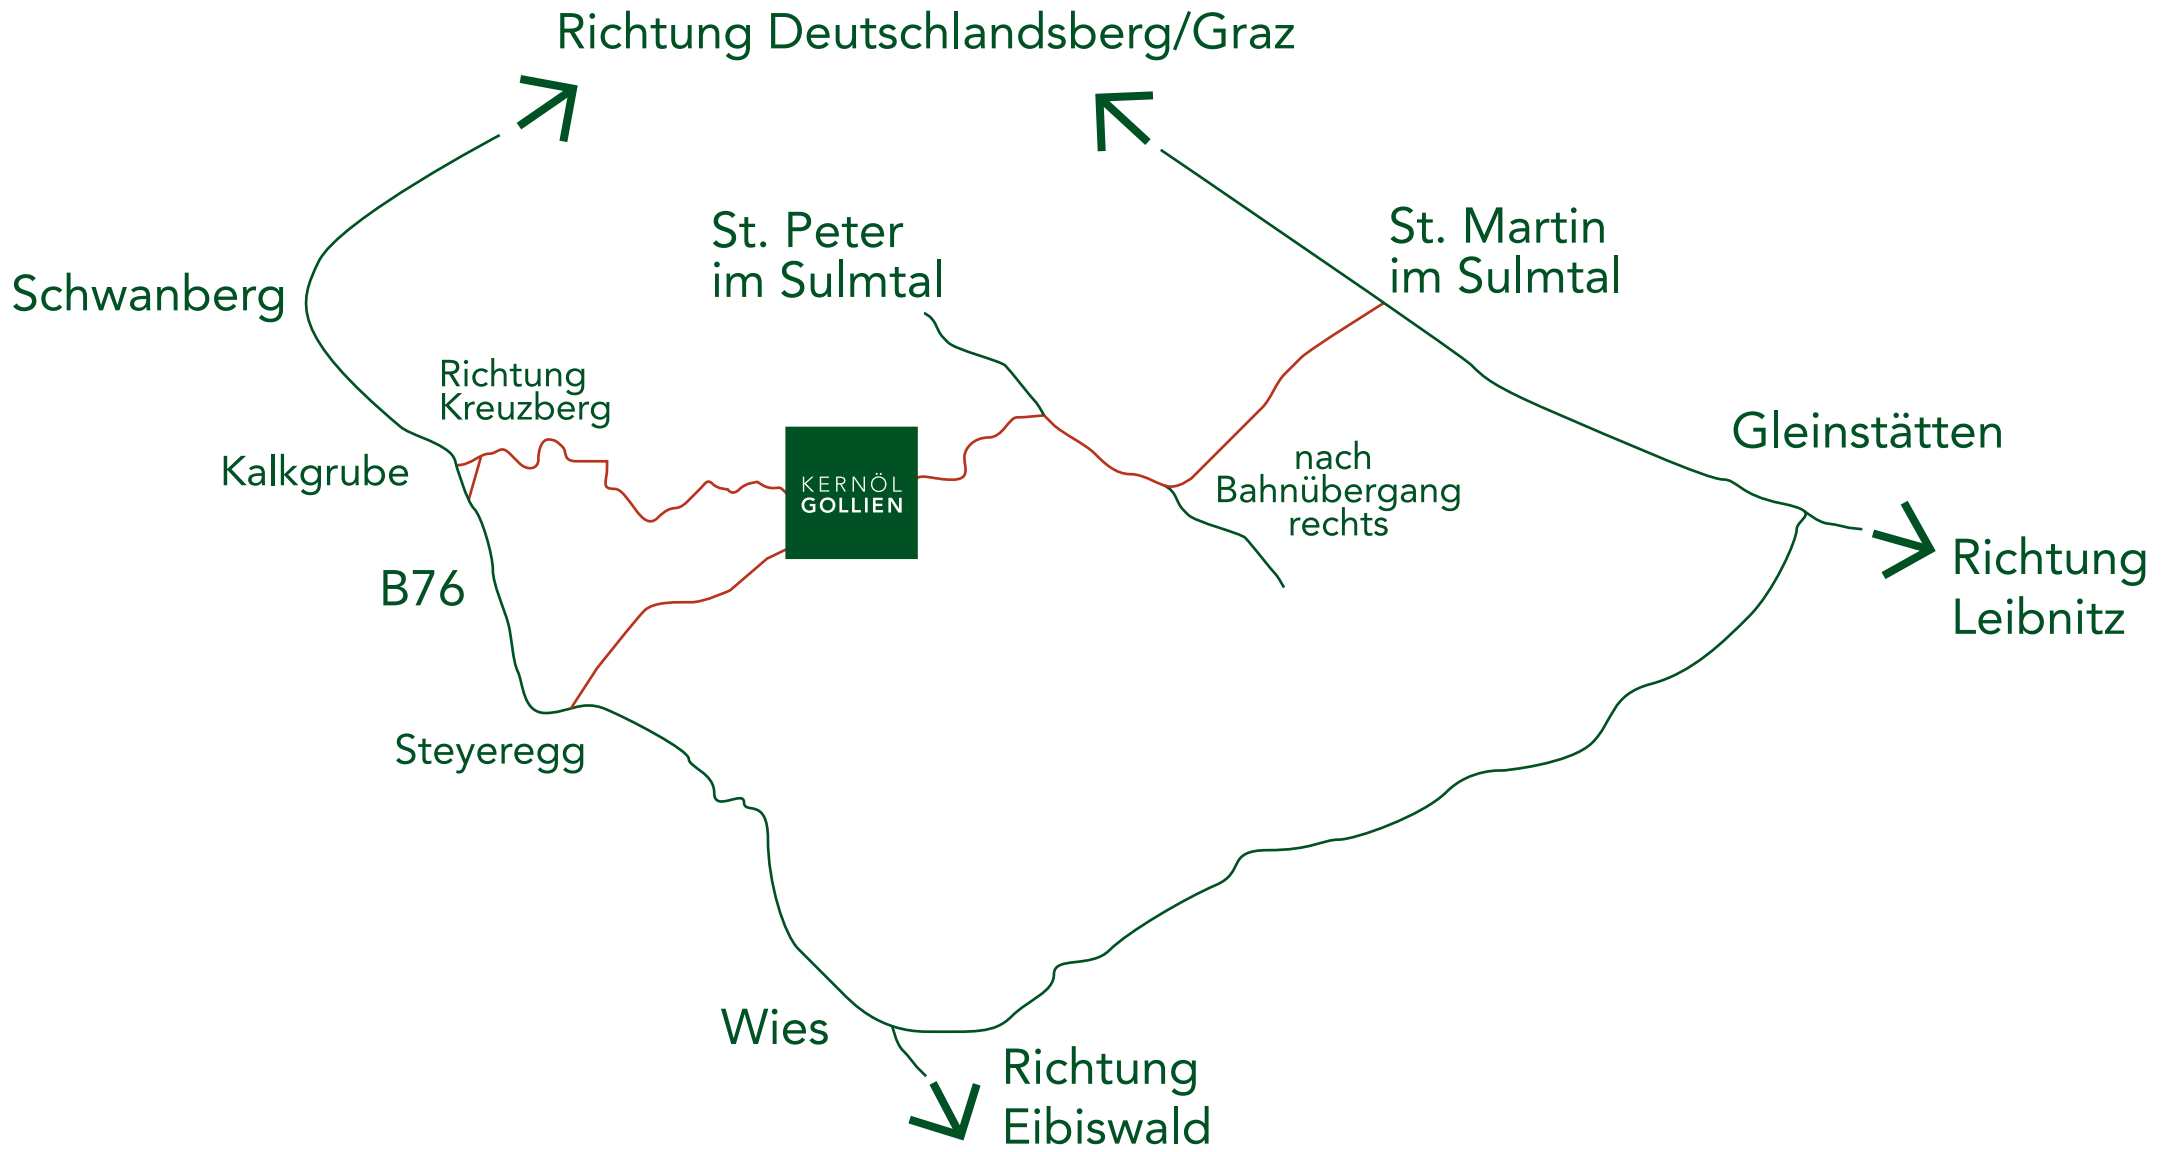 Richtung Deutschlandsberg/Graz
St. Peter
im Sulmtal
St. Martin
im Sulmtal
Schwanberg
Richtung
Kreuzberg
Kalkgrube
Gleinstätten
nach
Bahnübergang
rechts
KERNÖL
GOLLIEN
Richtung
Leibnitz
B76
Steyeregg
Wies
Richtung
Eibiswald